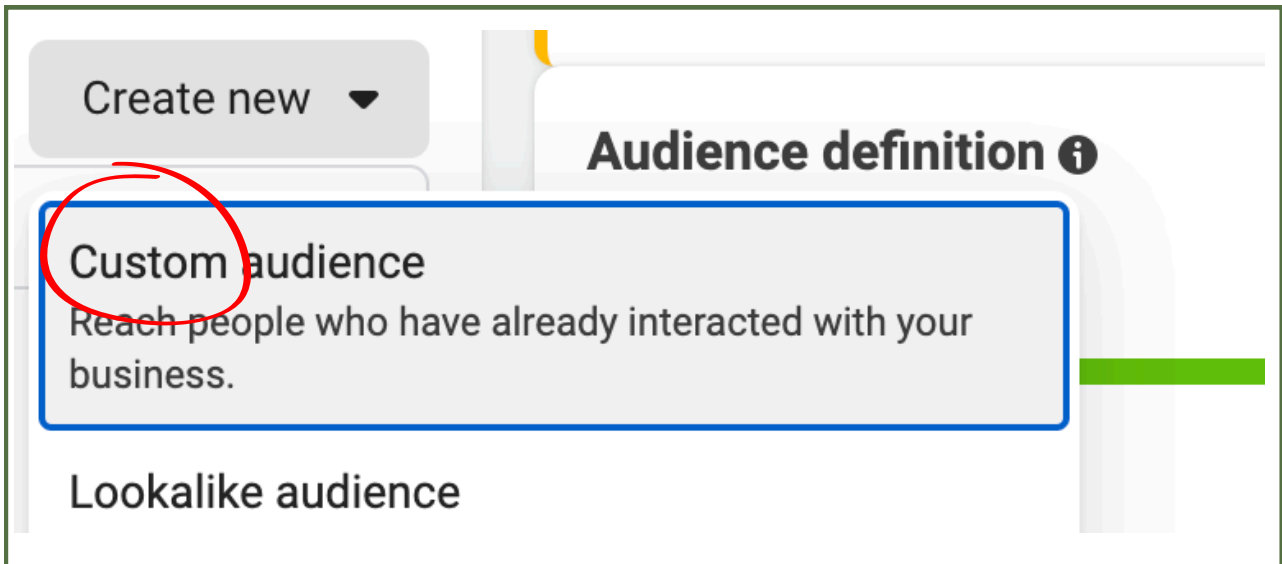 Create new
Audience definition
Custom audience
Reach people who have already interacted with your
business.
Lookalike audience